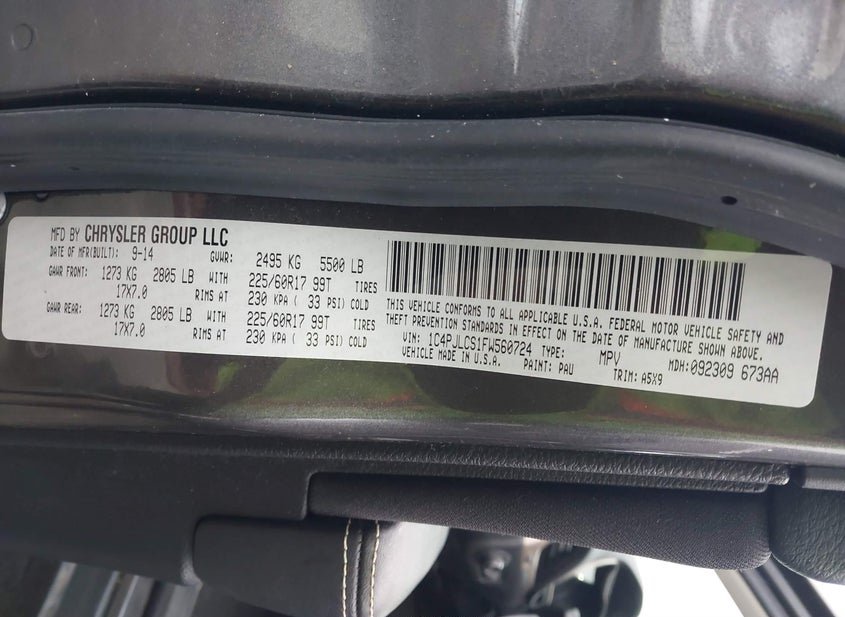 MFD BY CHRYSLER GROUP LLC
DATE OF MFR(BUILT): 9-14 GVWR: 2495 KG 5500 LB
GAWR FRONT: 1273 KG 2805 LB WITH 225/60R17 99T TIRES
17X7.0 RIMS AT 230 KPA ( 33 PSI) COLD
GAWR REAR: 1273 KG 2805 LB WITH 225/60R17 99T TIRES
17X7.0 RIMS AT 230 KPA ( 33 PSI) COLD
THIS VEHICLE CONFORMS TO ALL APPLICABLE U.S.A. FEDERAL MOTOR VEHICLE SAFETY AND
THEFT PREVENTION STANDARDS IN EFFECT ON THE DATE OF MANUFACTURE SHOWN ABOVE.
VIN: 1C4PJLCS1FW560724 TYPE: MPV MDH:092309 673AA
VEHICLE MADE IN U.S.A. PAINT: PAU TRIM: A5X9